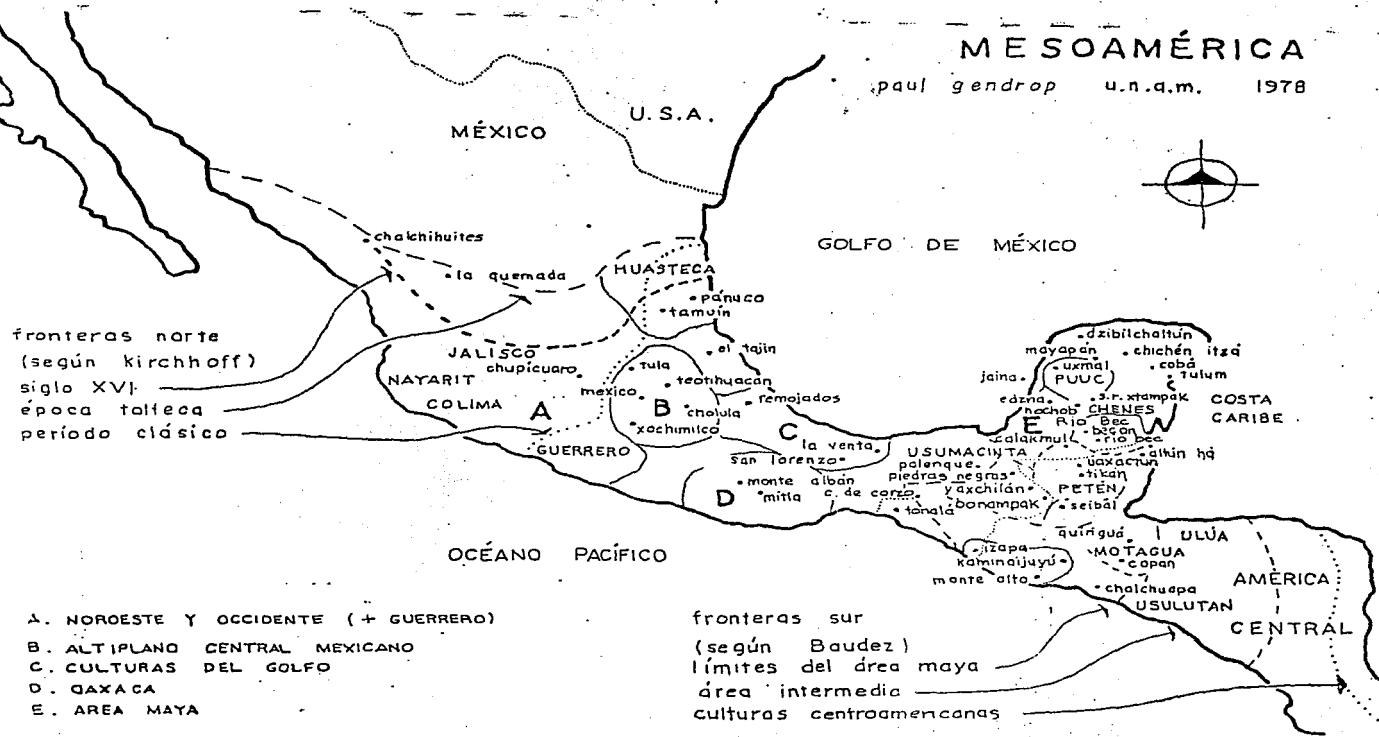 MESOAMÉRICA
paul gendrop u.n.a.m. 1978
U.S.A.
MÉXICO
GOLFO DE MÉXICO
chalchihuites
la quemada
HUASTECA
pánuco
tamuín
fronteras norte
(según kirchhoff)
siglo XVI
época tolteca
período clásico
JALISCO
chupícuaro
NAYARIT
COLIMA
A
GUERRERO
el tajín
tula
teotihuacán
mexico
B
cholula
xochimilco
remojados
C
la venta
san lorenzo
D
monte albán
mitla
c. de corzo
tonalá
dzibilchaltún
mayapán
chichén itzá
uxmal
cobá
PUUC
tulum
jaina
edzna
s.r. xtampak
hochob
CHENES
COSTA
CARIBE
E
Río Bec
becan
río bec
calakmul
altún há
USUMACINTA
uaxactún
palenque
tikal
piedras negras
PETÉN
yaxchilán
bonampak
seibal
quiriguá
ULÚA
izapa
MOTAGUA
kaminaljuyú
copan
monte alto
chalchuapa
USULUTAN
AMÉRICA
CENTRAL
OCÉANO PACÍFICO
A. NOROESTE Y OCCIDENTE (+ GUERRERO)
B. ALTIPLANO CENTRAL MEXICANO
C. CULTURAS DEL GOLFO
D. OAXACA
E. AREA MAYA
fronteras sur
(según Baudez)
límites del área maya
área intermedia
culturas centroamericanas